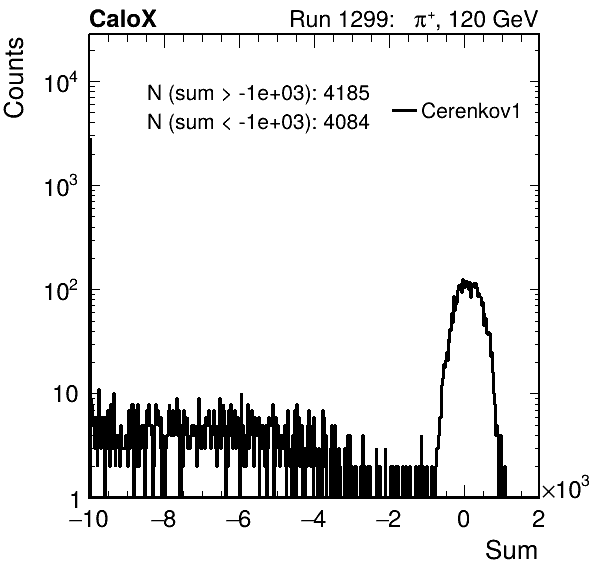 CaloX Run 1299: π⁺, 120 GeV
Counts
N (sum > -1e+03): 4185
N (sum < -1e+03): 4084
Cerenkov1
10⁴
10³
10²
10
1
−10 −8 −6 −4 −2 0 2
×10³
Sum